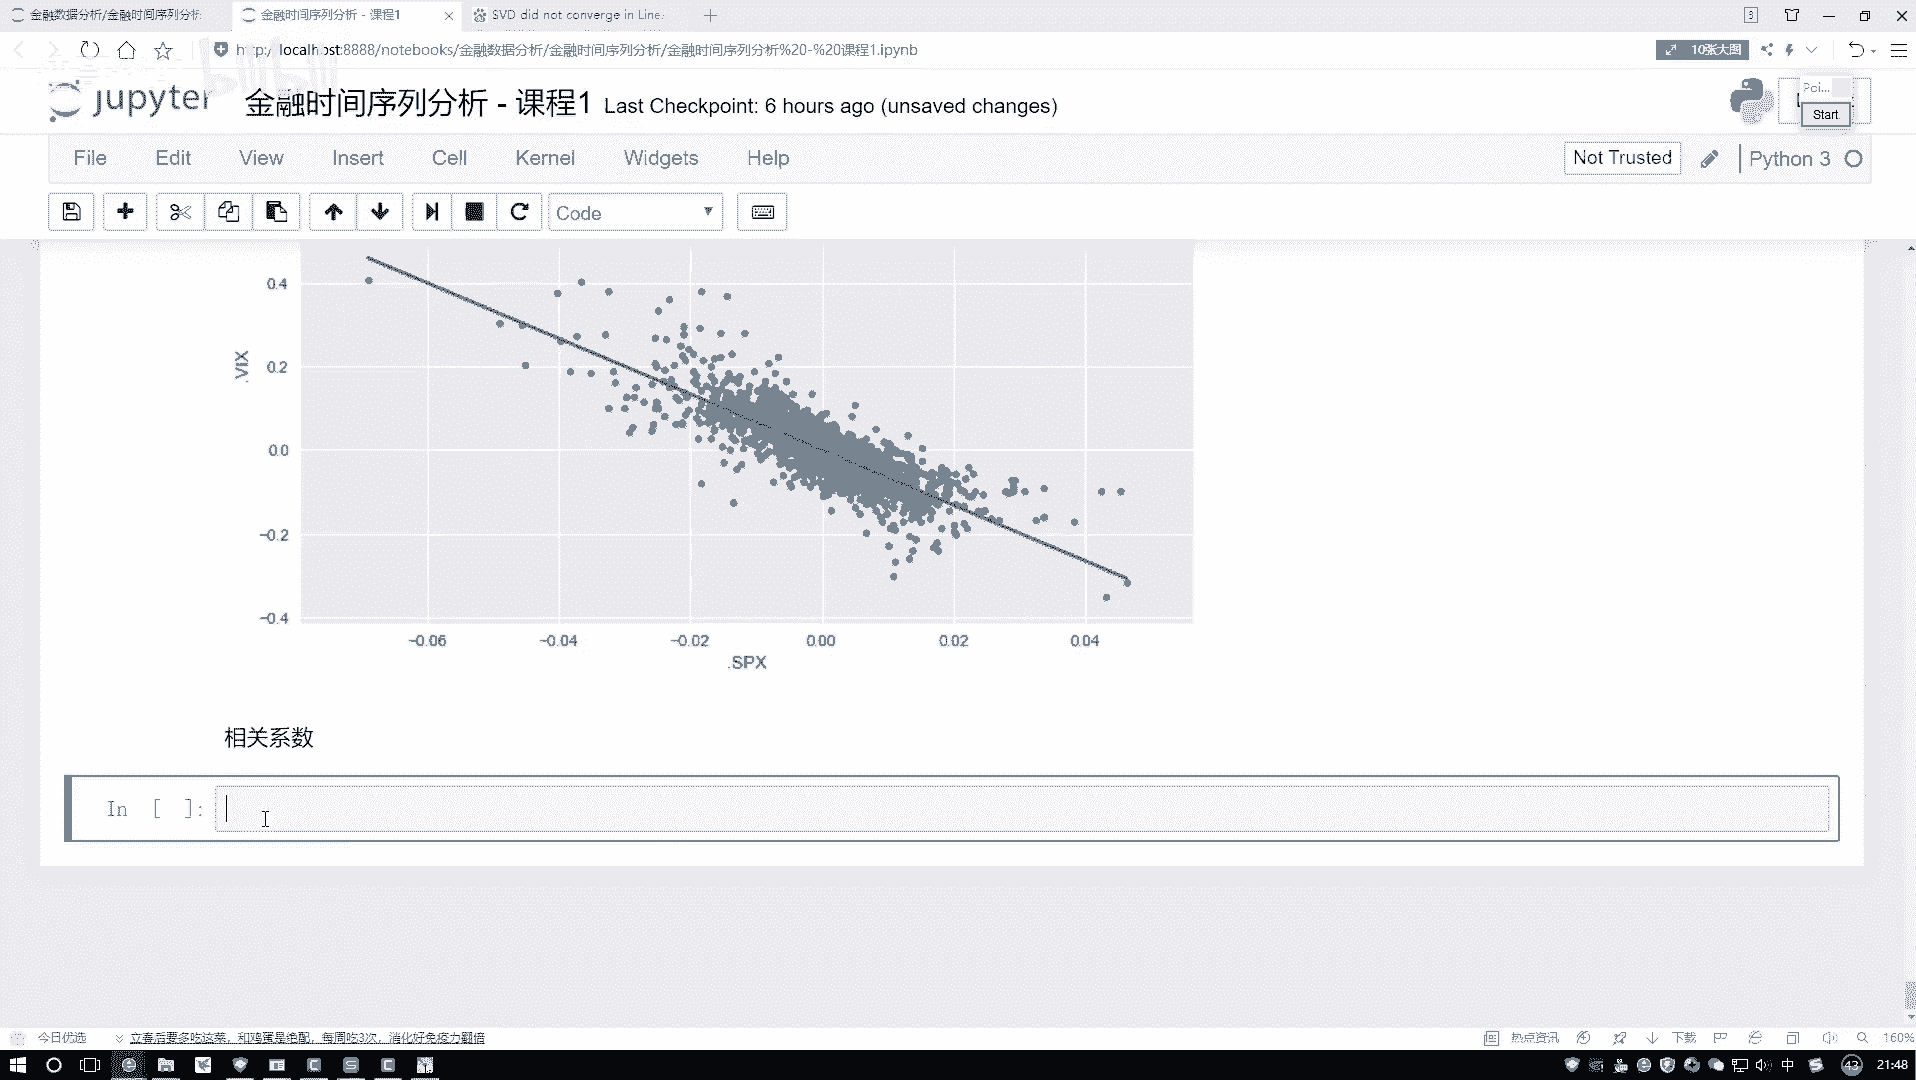 金融数据分析/金融时间序列分析
金融时间序列分析 - 课程1
SVD did not converge in Line
3
http://localhost:8888/notebooks/金融数据分析/金融时间序列分析/金融时间序列分析%20-%20课程1.ipynb
10张大图
bilibili
jupyter
金融时间序列分析 - 课程1 Last Checkpoint: 6 hours ago (unsaved changes)
Poi...
Start
File Edit View Insert Cell Kernel Widgets Help
Not Trusted
Python 3
Code
0.4
0.2
0.0
−0.2
−0.4
.VIX
−0.06 −0.04 −0.02 0.00 0.02 0.04
.SPX
相关系数
In [ ]:
今日优选
立春后要多吃这菜，和鸡蛋是绝配，每周吃3次，消化好免疫力翻倍
热点资讯
下载
160%
中
43
21:48